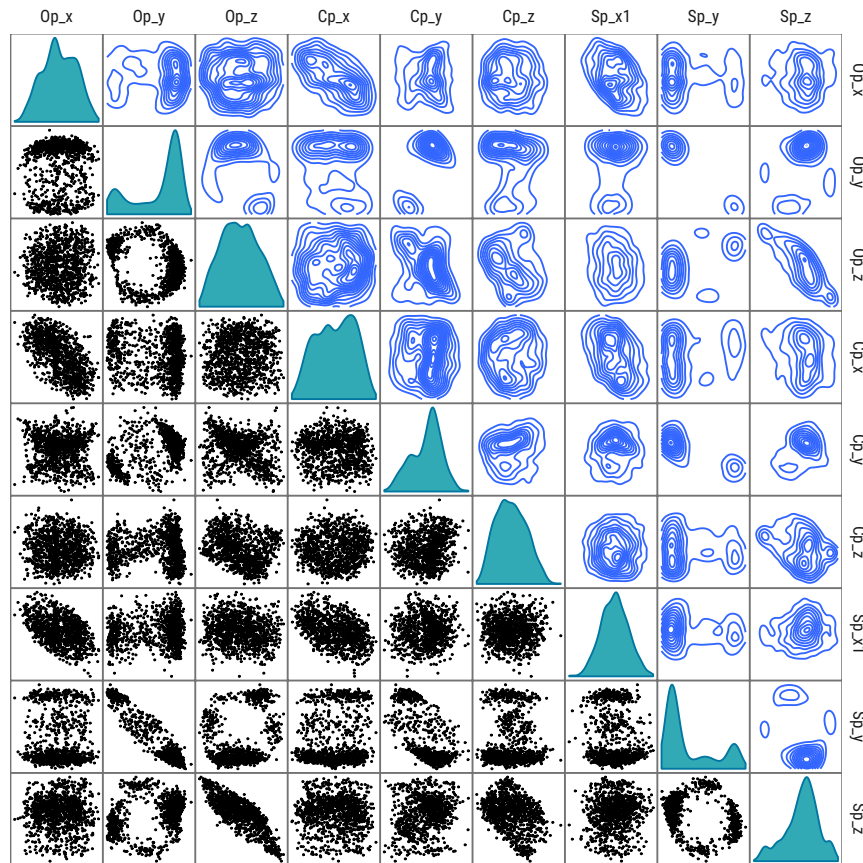 Op_x Op_y Op_z Cp_x Cp_y Cp_z Sp_x1 Sp_y Sp_z
Op_x
Op_y
Op_z
Cp_x
Cp_y
Cp_z
Sp_x1
Sp_y
Sp_z